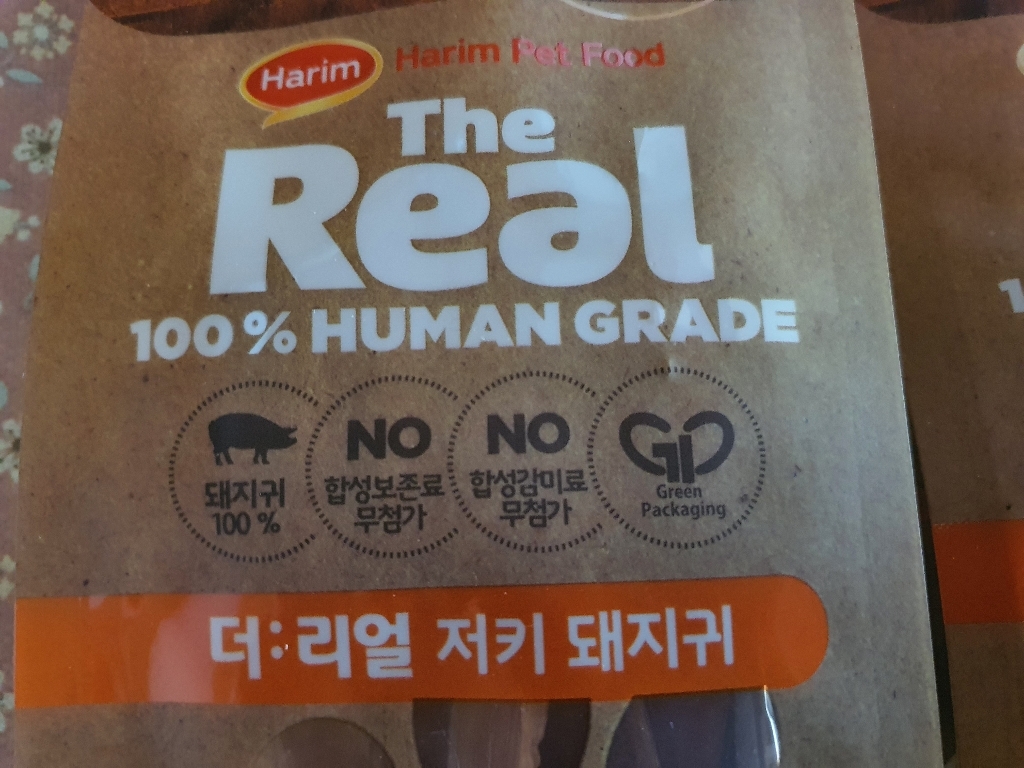 Harim Harim Pet Food
The
Real
100% HUMAN GRADE
돼지귀
100 %
NO
합성보존료
무첨가
NO
합성감미료
무첨가
Green
Packaging
더:리얼 저키 돼지귀